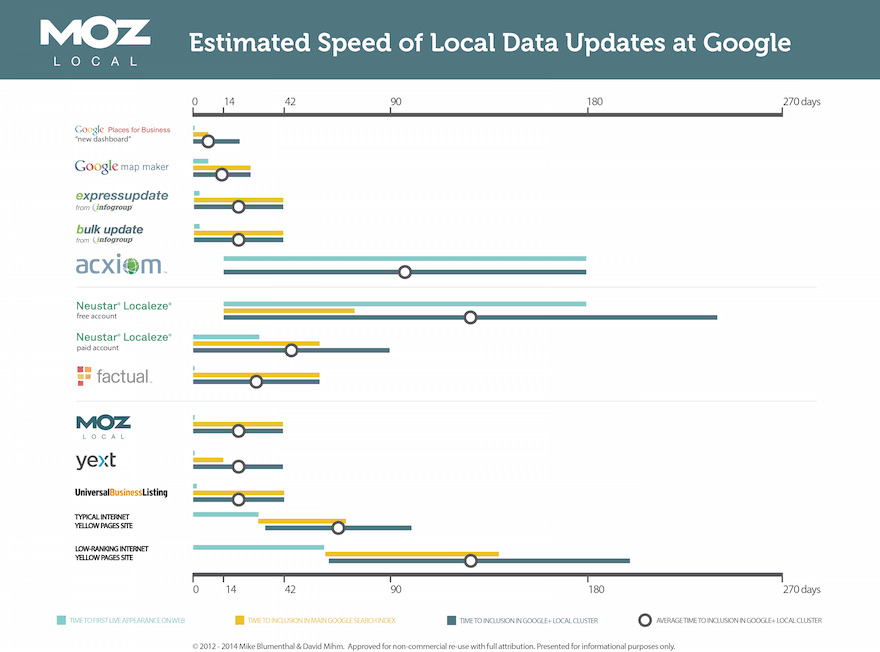 MOZ
LOCAL
Estimated Speed of Local Data Updates at Google
0 14 42 90 180 270 days
Google Places for Business
"new dashboard"
Google map maker
expressupdate
from infogroup
bulk update
from infogroup
acxiom™
Neustar® Localeze®
free account
Neustar® Localeze®
paid account
factual.
MOZ
LOCAL
yext
UniversalBusinessListing
TYPICAL INTERNET
YELLOW PAGES SITE
LOW-RANKING INTERNET
YELLOW PAGES SITE
0 14 42 90 180 270 days
TIME TO FIRST LIVE APPEARANCE ON WEB TIME TO INCLUSION IN MAIN GOOGLE SEARCH INDEX TIME TO INCLUSION IN GOOGLE+ LOCAL CLUSTER AVERAGE TIME TO INCLUSION IN GOOGLE+ LOCAL CLUSTER
© 2012 - 2014 Mike Blumenthal & David Mihm. Approved for non-commercial re-use with full attribution. Presented for informational purposes only.